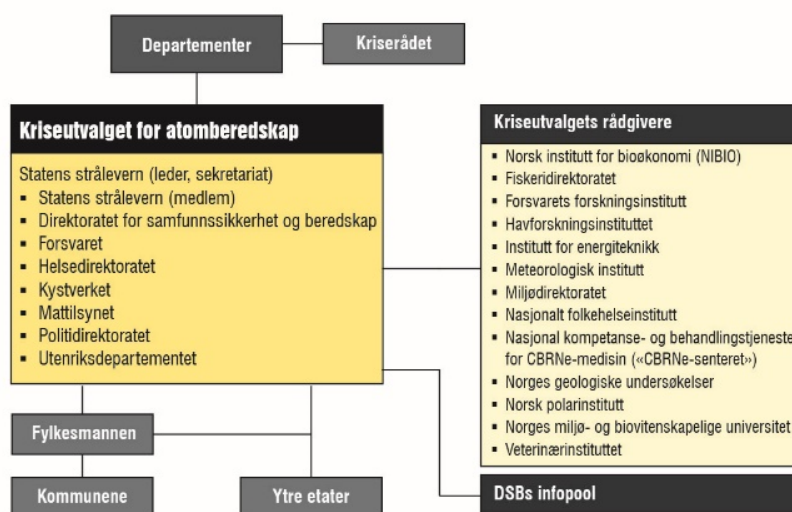 Departementer
Kriserådet
Kriseutvalget for atomberedskap
Statens strålevern (leder, sekretariat)
▪ Statens strålevern (medlem)
▪ Direktoratet for samfunnssikkerhet og beredskap
▪ Forsvaret
▪ Helsedirektoratet
▪ Kystverket
▪ Mattilsynet
▪ Politidirektoratet
▪ Utenriksdepartementet
Kriseutvalgets rådgivere
▪ Norsk institutt for bioøkonomi (NIBIO)
▪ Fiskeridirektoratet
▪ Forsvarets forskningsinstitutt
▪ Havforskningsinstituttet
▪ Institutt for energiteknikk
▪ Meteorologisk institutt
▪ Miljødirektoratet
▪ Nasjonalt folkehelseinstitutt
▪ Nasjonal kompetanse- og behandlingstjeneste
for CBRNe-medisin («CBRNe-senteret»)
▪ Norges geologiske undersøkelser
▪ Norsk polarinstitutt
▪ Norges miljø- og biovitenskapelige universitet
▪ Veterinærinstituttet
Fylkesmannen
Kommunene
Ytre etater
DSBs infopool